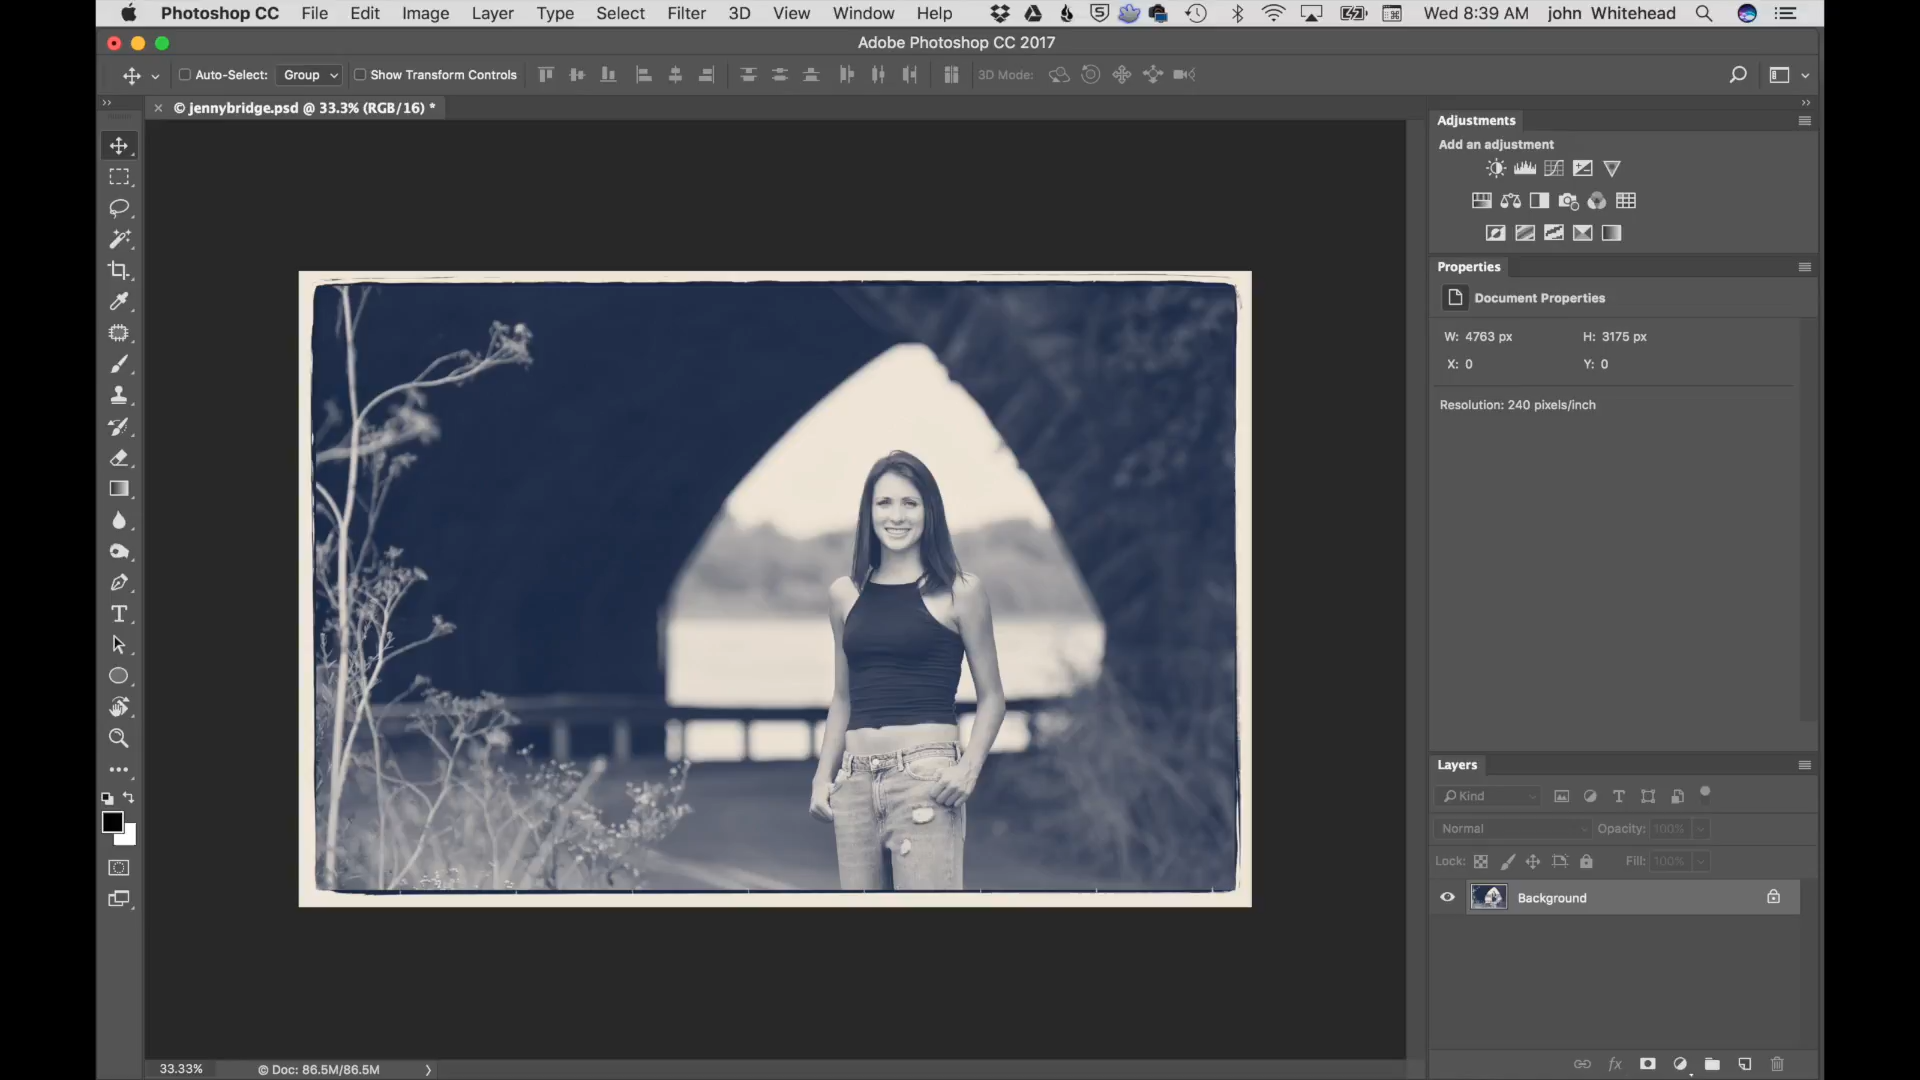 Photoshop CC File Edit Image Layer Type Select Filter 3D View Window Help Wed 8:39 AM john Whitehead
Adobe Photoshop CC 2017
Auto-Select: Group Show Transform Controls 3D Mode:
© jennybridge.psd @ 33.3% (RGB/16) *
Adjustments
Add an adjustment
Properties
Document Properties
W: 4763 px H: 3175 px
X: 0 Y: 0
Resolution: 240 pixels/inch
Layers
Kind
Normal Opacity: 100%
Lock: Fill: 100%
Background
33.33% © Doc: 86.5M/86.5M